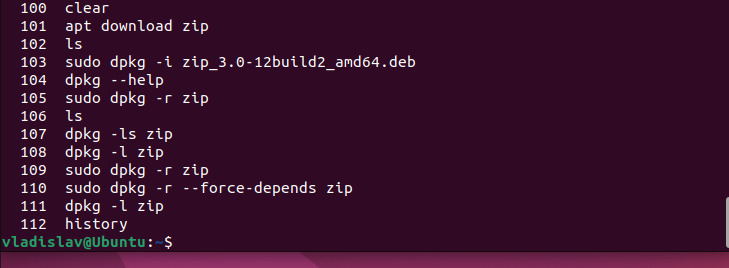 100 clear
101 apt download zip
102 ls
103 sudo dpkg -i zip_3.0-12build2_amd64.deb
104 dpkg --help
105 sudo dpkg -r zip
106 ls
107 dpkg -ls zip
108 dpkg -l zip
109 sudo dpkg -r zip
110 sudo dpkg -r --force-depends zip
111 dpkg -l zip
112 history
vladislav@Ubuntu:~$